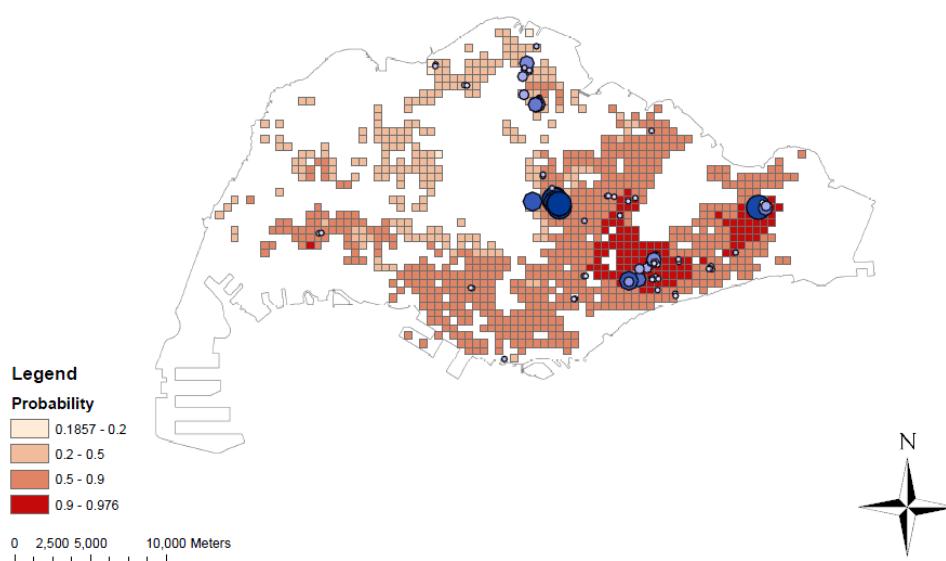 N
Legend
Probability
0.1857 - 0.2
0.2 - 0.5
0.5 - 0.9
0.9 - 0.976
0 2,500 5,000 10,000 Meters